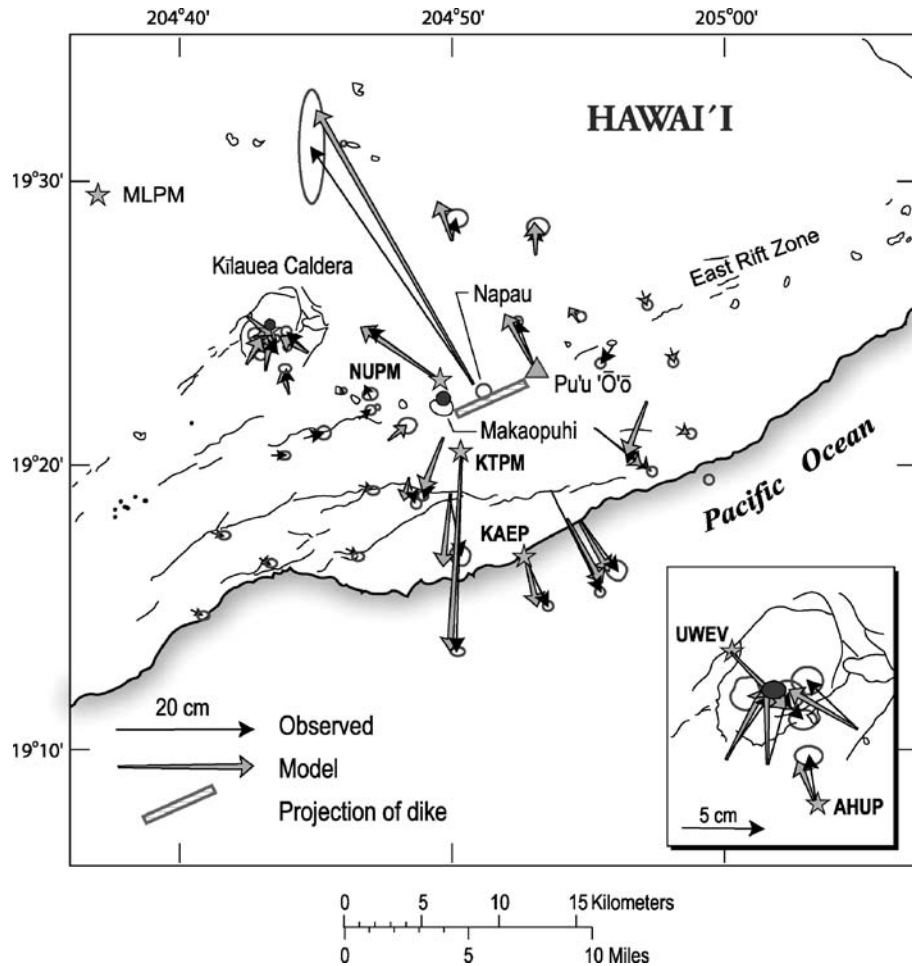 204°40' 204°50' 205°00'
HAWAI´I
19°30'
MLPM
East Rift Zone
Kīlauea Caldera
Napau
NUPM
Pu'u 'Ō'ō
Makaopuhi
19°20'
KTPM
Pacific Ocean
KAEP
UWEV
20 cm
Observed
19°10'
Model
5 cm
AHUP
Projection of dike
0 5 10 15 Kilometers
0 5 10 Miles